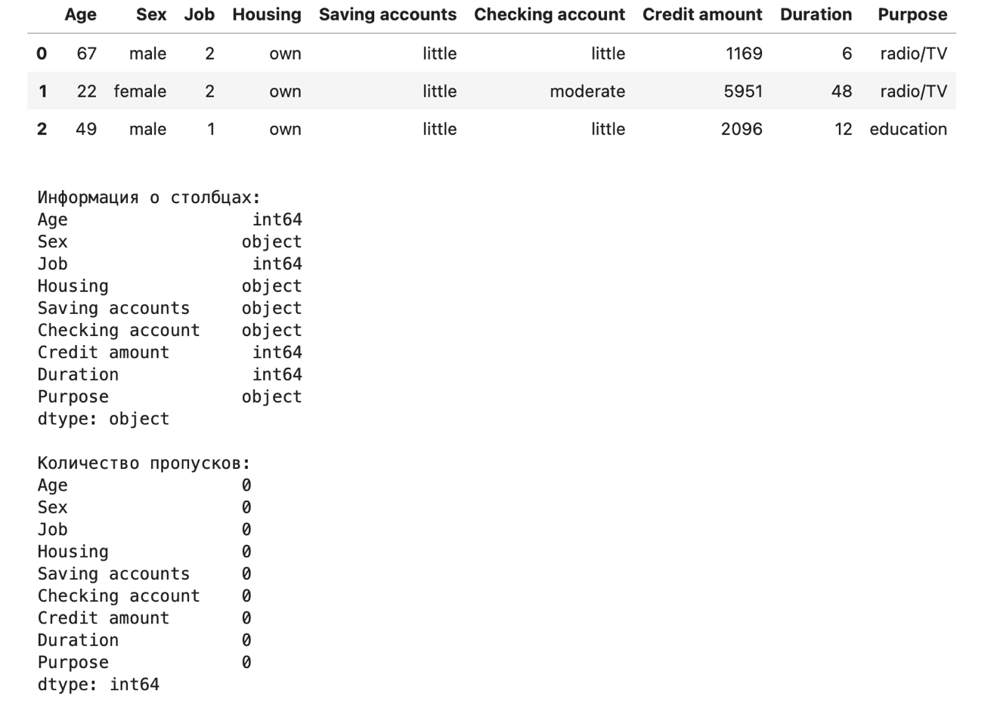 Age Sex Job Housing Saving accounts Checking account Credit amount Duration Purpose
0 67 male 2 own little little 1169 6 radio/TV
1 22 female 2 own little moderate 5951 48 radio/TV
2 49 male 1 own little little 2096 12 education
Информация о столбцах:
Age int64
Sex object
Job int64
Housing object
Saving accounts object
Checking account object
Credit amount int64
Duration int64
Purpose object
dtype: object
Количество пропусков:
Age 0
Sex 0
Job 0
Housing 0
Saving accounts 0
Checking account 0
Credit amount 0
Duration 0
Purpose 0
dtype: int64